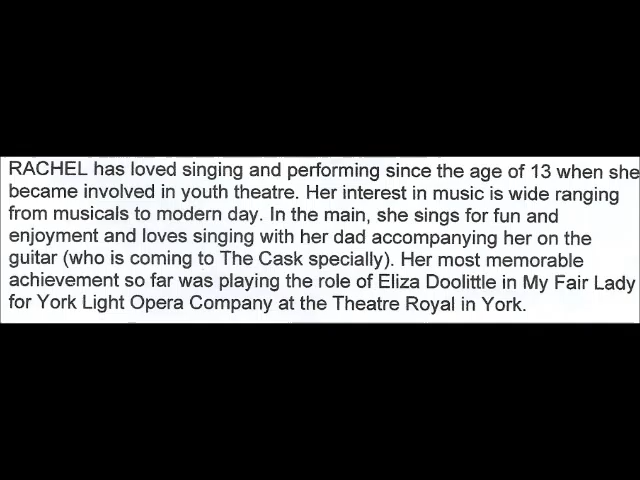 RACHEL has loved singing and performing since the age of 13 when she
became involved in youth theatre. Her interest in music is wide ranging
from musicals to modern day. In the main, she sings for fun and
enjoyment and loves singing with her dad accompanying her on the
guitar (who is coming to The Cask specially). Her most memorable
achievement so far was playing the role of Eliza Doolittle in My Fair Lady
for York Light Opera Company at the Theatre Royal in York.